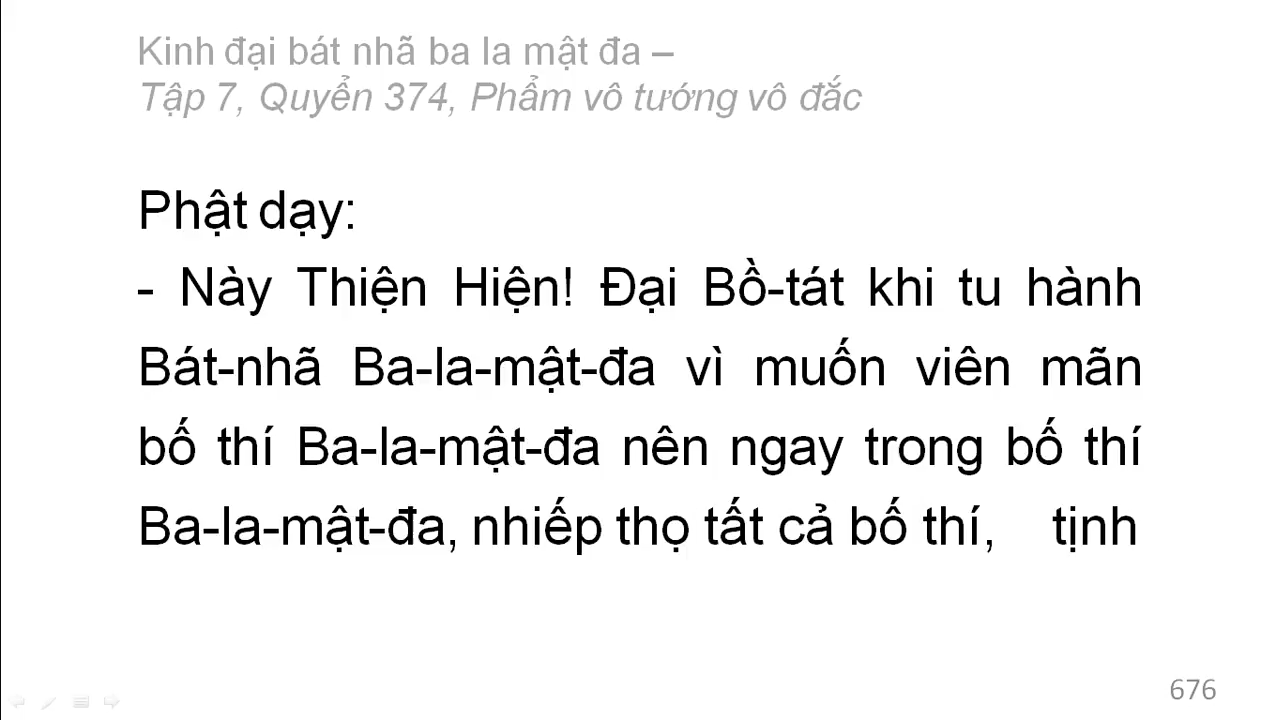 Kinh đại bát nhã ba la mật đa –
Tập 7, Quyển 374, Phẩm vô tướng vô đắc
Phật dạy:
- Này Thiện Hiện! Đại Bồ-tát khi tu hành
Bát-nhã Ba-la-mật-đa vì muốn viên mãn
bố thí Ba-la-mật-đa nên ngay trong bố thí
Ba-la-mật-đa, nhiếp thọ tất cả bố thí, tịnh
676